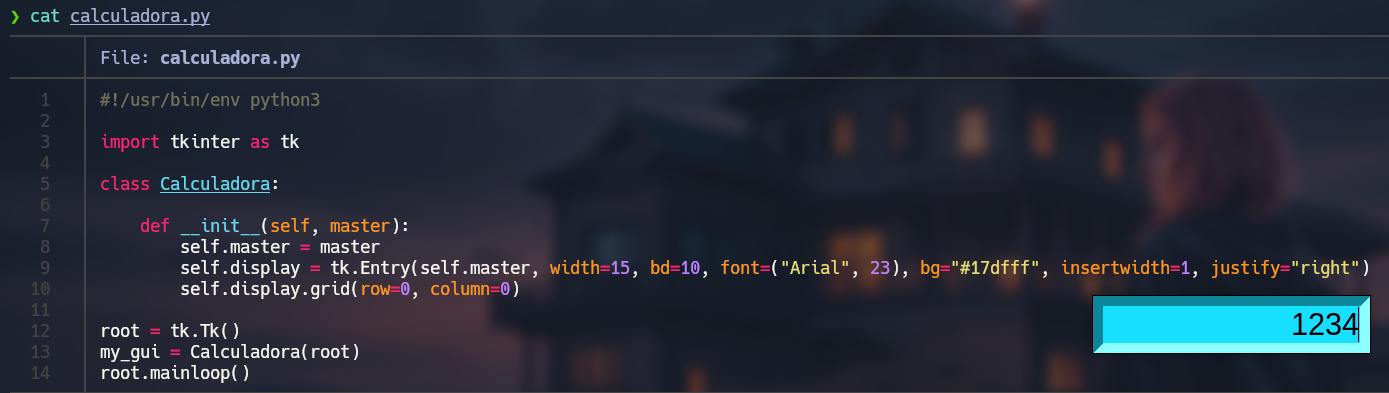 ❯ cat calculadora.py
File: calculadora.py
1 #!/usr/bin/env python3
2
3 import tkinter as tk
4
5 class Calculadora:
6
7     def __init__(self, master):
8         self.master = master
9         self.display = tk.Entry(self.master, width=15, bd=10, font=("Arial", 23), bg="#17dfff", insertwidth=1, justify="right")
10         self.display.grid(row=0, column=0)
11
12 root = tk.Tk()
13 my_gui = Calculadora(root)
14 root.mainloop()
1234